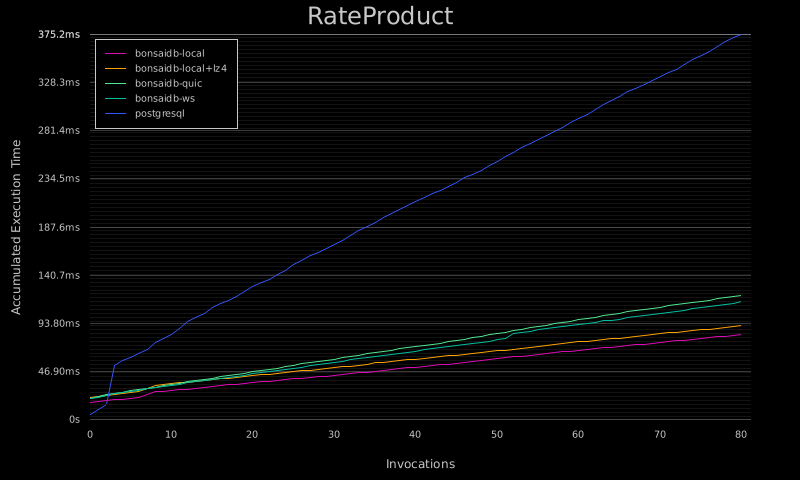 RateProduct
375.2ms
328.3ms
281.4ms
234.5ms
187.6ms
140.7ms
93.80ms
46.90ms
0s
Accumulated Execution Time
bonsaidb-local
bonsaidb-local+lz4
bonsaidb-quic
bonsaidb-ws
postgresql
0 10 20 30 40 50 60 70 80
Invocations